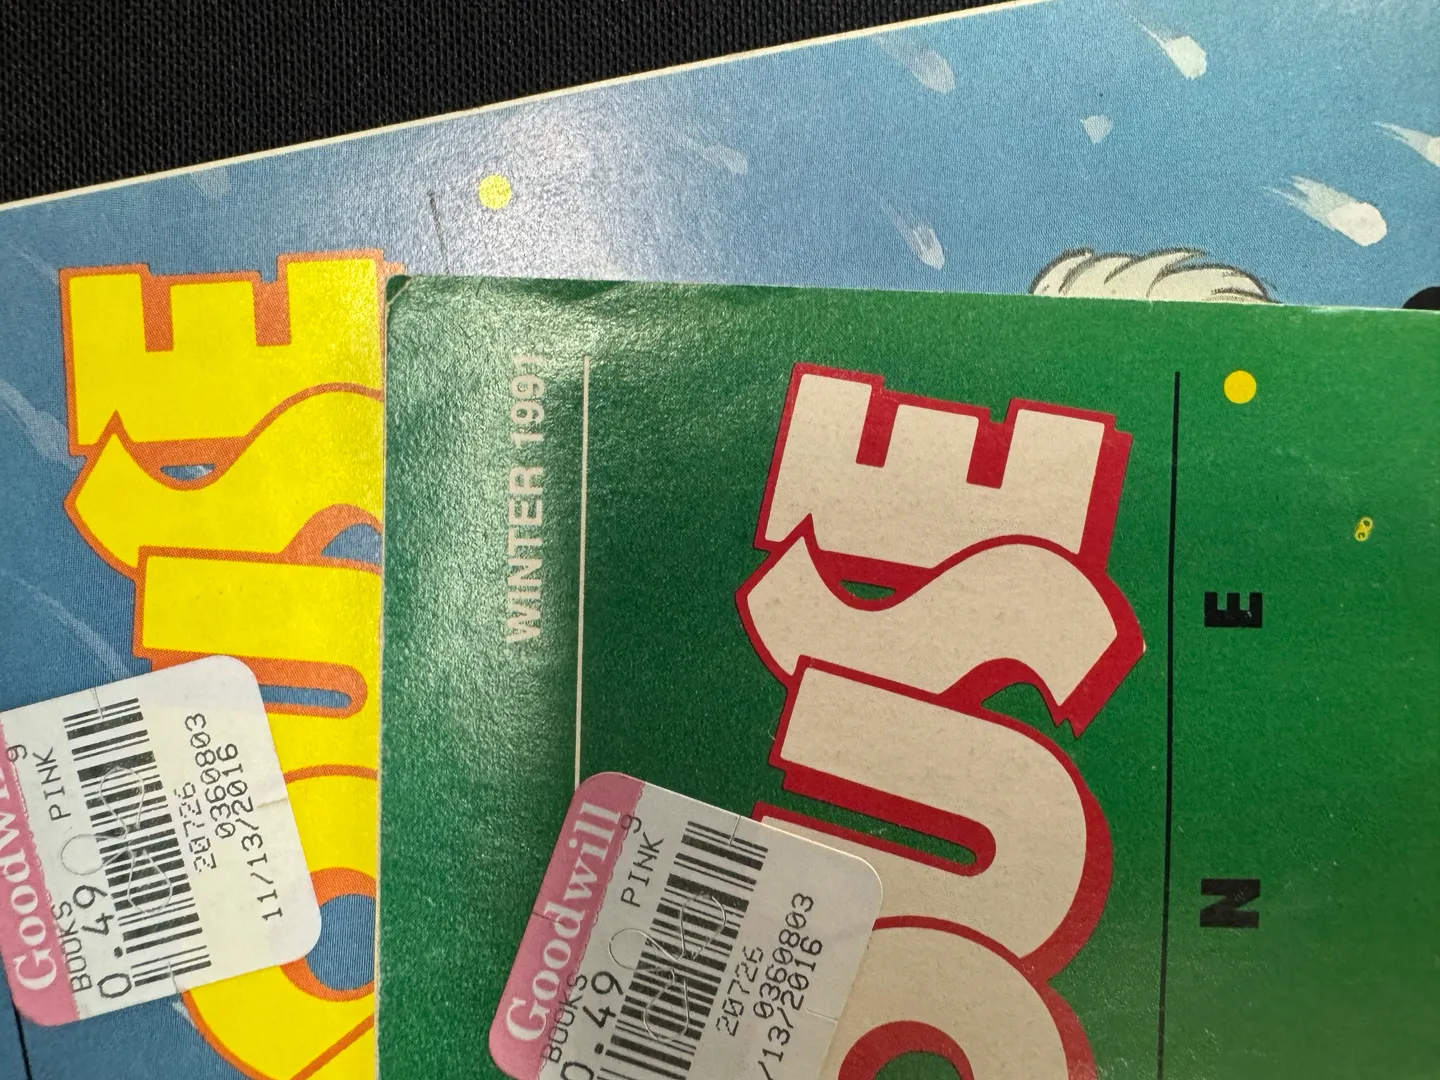 OUSE
Goodwi
BOOKS
9
0.49 PINK
20726
0360803
11/13/2016
WINTER 1991
OUSE
N E
Goodwill
BOOKS
9
0.49 PINK
20726
0360803
/13/2016